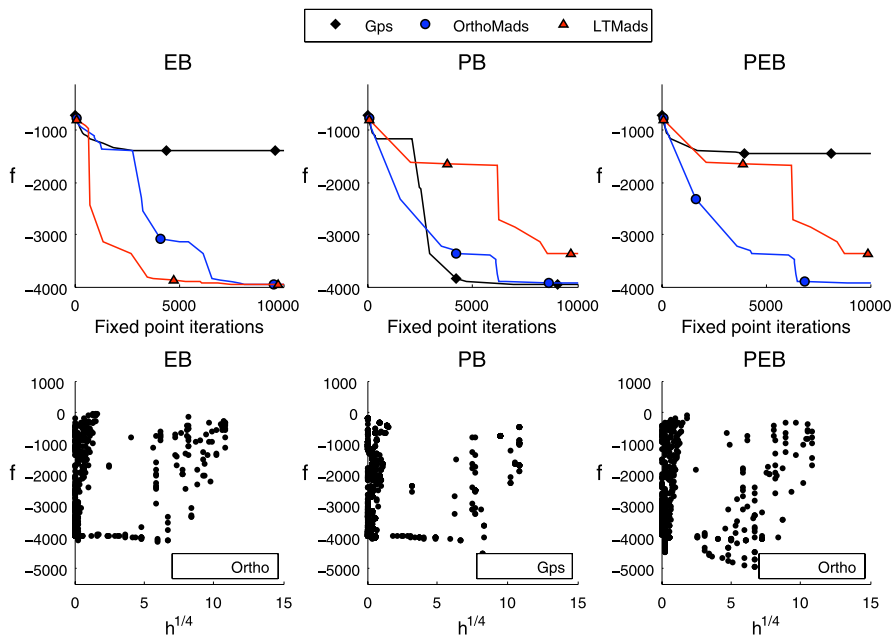 Gps OrthoMads LTMads
EB PB PEB
−1000 −1000 −1000
f −2000 f −2000 f −2000
−3000 −3000 −3000
−4000 −4000 −4000
0 5000 10000 0 5000 10000 0 5000 10000
Fixed point iterations Fixed point iterations Fixed point iterations
EB PB PEB
1000 1000 1000
0 0 0
−1000 −1000 −1000
f −2000 f −2000 f −2000
−3000 −3000 −3000
−4000 −4000 −4000
−5000 Ortho −5000 Gps −5000 Ortho
0 5 10 15 0 5 10 15 0 5 10 15
h^1/4 h^1/4 h^1/4